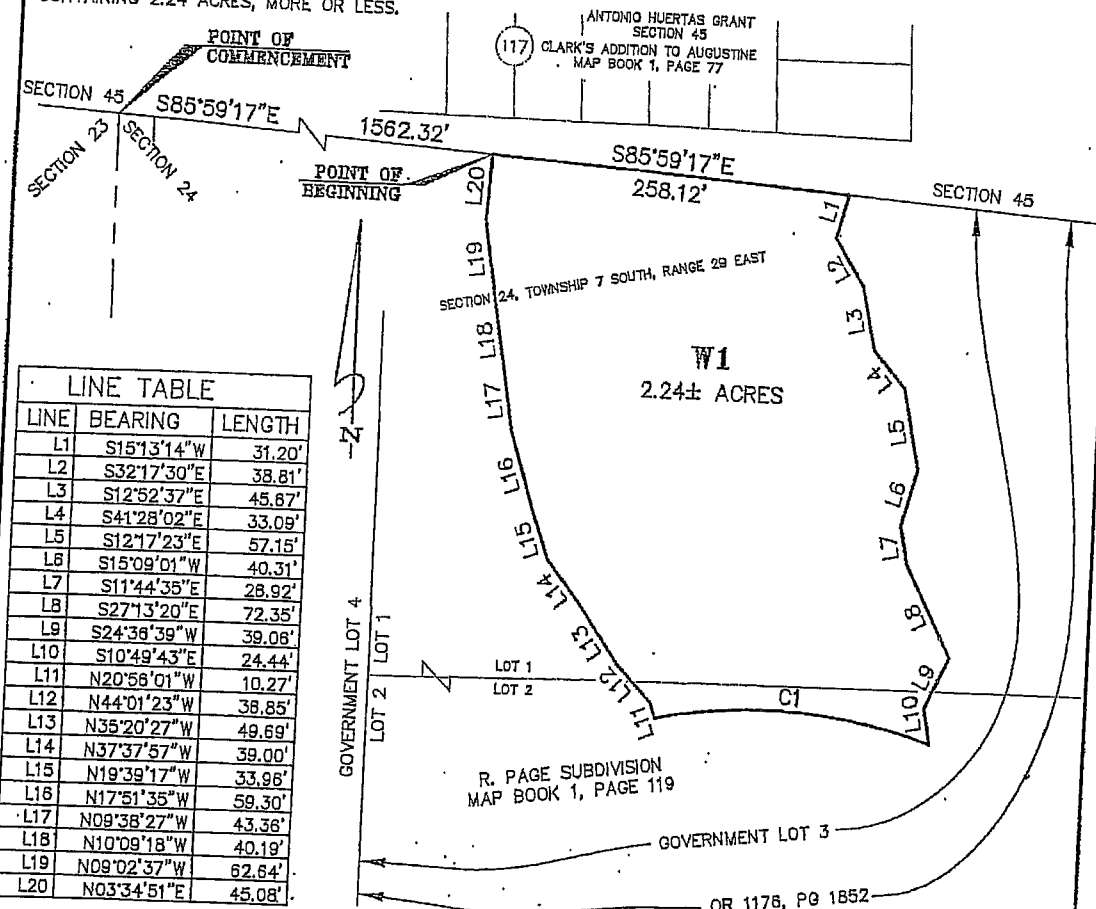 CONTAINING 2.24 ACRES, MORE OR LESS.
POINT OF
COMMENCEMENT
ANTONIO HUERTAS GRANT
SECTION 45
117
CLARK'S ADDITION TO AUGUSTINE
MAP BOOK 1, PAGE 77
SECTION 45
S85°59'17"E
1562.32'
SECTION 23
SECTION 24
POINT OF
BEGINNING
S85°59'17"E
258.12'
SECTION 45
L20
L1
L19
L2
SECTION 24, TOWNSHIP 7 SOUTH, RANGE 29 EAST
L18
L3
W1
2.24± ACRES
L4
L17
L5
N
L16
L6
L15
L7
L14
L8
L13
L12
L9
L11
L10
C1
LINE TABLE
LINE BEARING LENGTH
L1 S15°13'14"W 31.20'
L2 S32°17'30"E 38.81'
L3 S12°52'37"E 45.67'
L4 S41°28'02"E 33.09'
L5 S12°17'23"E 57.15'
L6 S15°09'01"W 40.31'
L7 S11°44'35"E 28.92'
L8 S27°13'20"E 72.35'
L9 S24°36'39"W 39.06'
L10 S10°49'43"E 24.44'
L11 N20°56'01"W 10.27'
L12 N44°01'23"W 36.85'
L13 N35°20'27"W 49.69'
L14 N37°37'57"W 39.00'
L15 N19°39'17"W 33.96'
L16 N17°51'35"W 59.30'
L17 N09°38'27"W 43.36'
L18 N10°09'18"W 40.19'
L19 N09°02'37"W 62.64'
L20 N03°34'51"E 45.08'
GOVERNMENT LOT 4
LOT 1
LOT 2
LOT 1
LOT 2
R. PAGE SUBDIVISION
MAP BOOK 1, PAGE 119
GOVERNMENT LOT 3
OR 1176, PG 1852